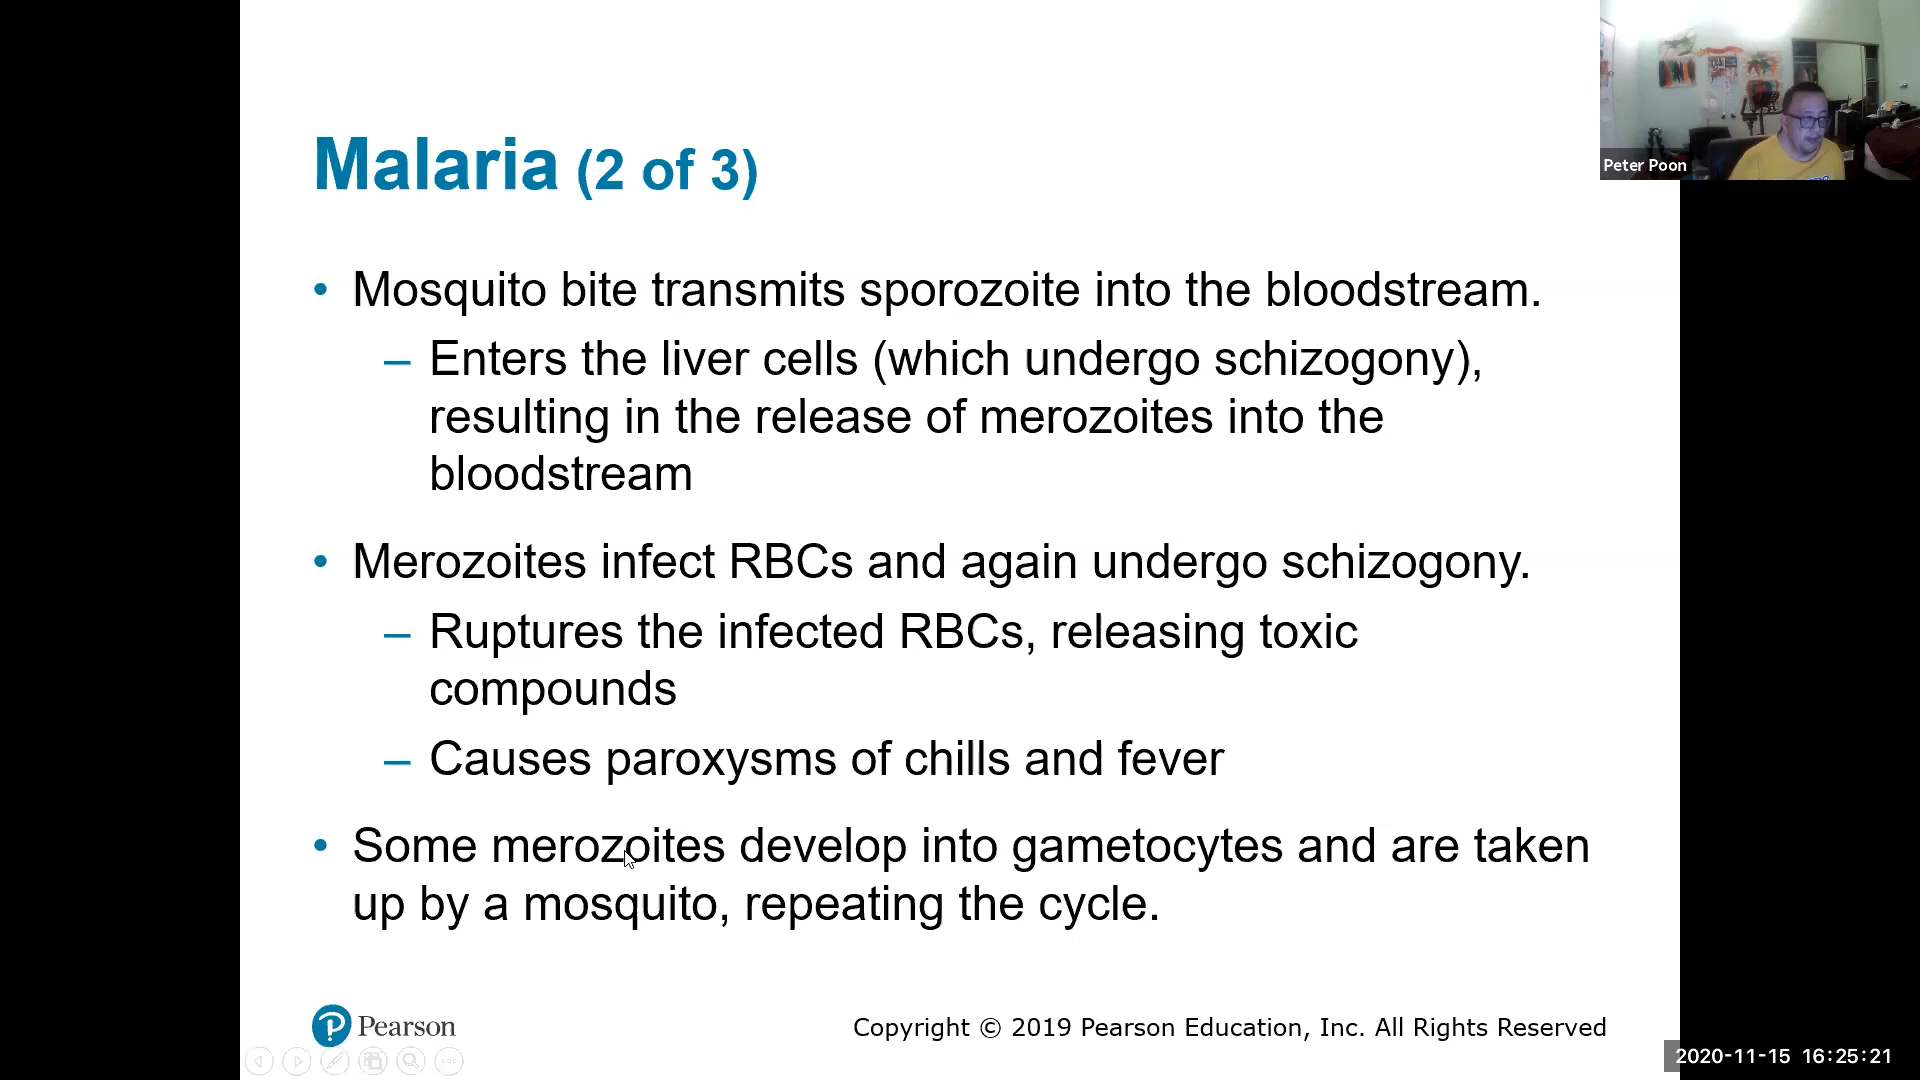 Peter Poon
Malaria (2 of 3)
• Mosquito bite transmits sporozoite into the bloodstream.
– Enters the liver cells (which undergo schizogony),
resulting in the release of merozoites into the
bloodstream
• Merozoites infect RBCs and again undergo schizogony.
– Ruptures the infected RBCs, releasing toxic
compounds
– Causes paroxysms of chills and fever
• Some merozoites develop into gametocytes and are taken
up by a mosquito, repeating the cycle.
Pearson
Copyright © 2019 Pearson Education, Inc. All Rights Reserved
2020-11-15 16:25:21